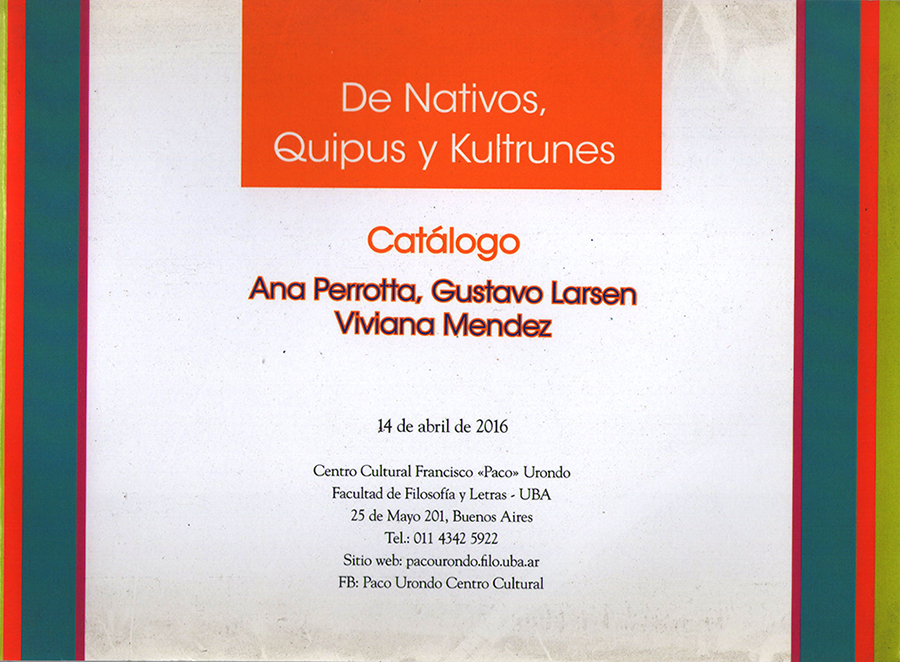 De Nativos,
Quipus y Kultrunes
Catálogo
Ana Perrotta, Gustavo Larsen
Viviana Mendez
14 de abril de 2016
Centro Cultural Francisco «Paco» Urondo
Facultad de Filosofía y Letras - UBA
25 de Mayo 201, Buenos Aires
Tel.: 011 4342 5922
Sitio web: pacourondo.filo.uba.ar
FB: Paco Urondo Centro Cultural